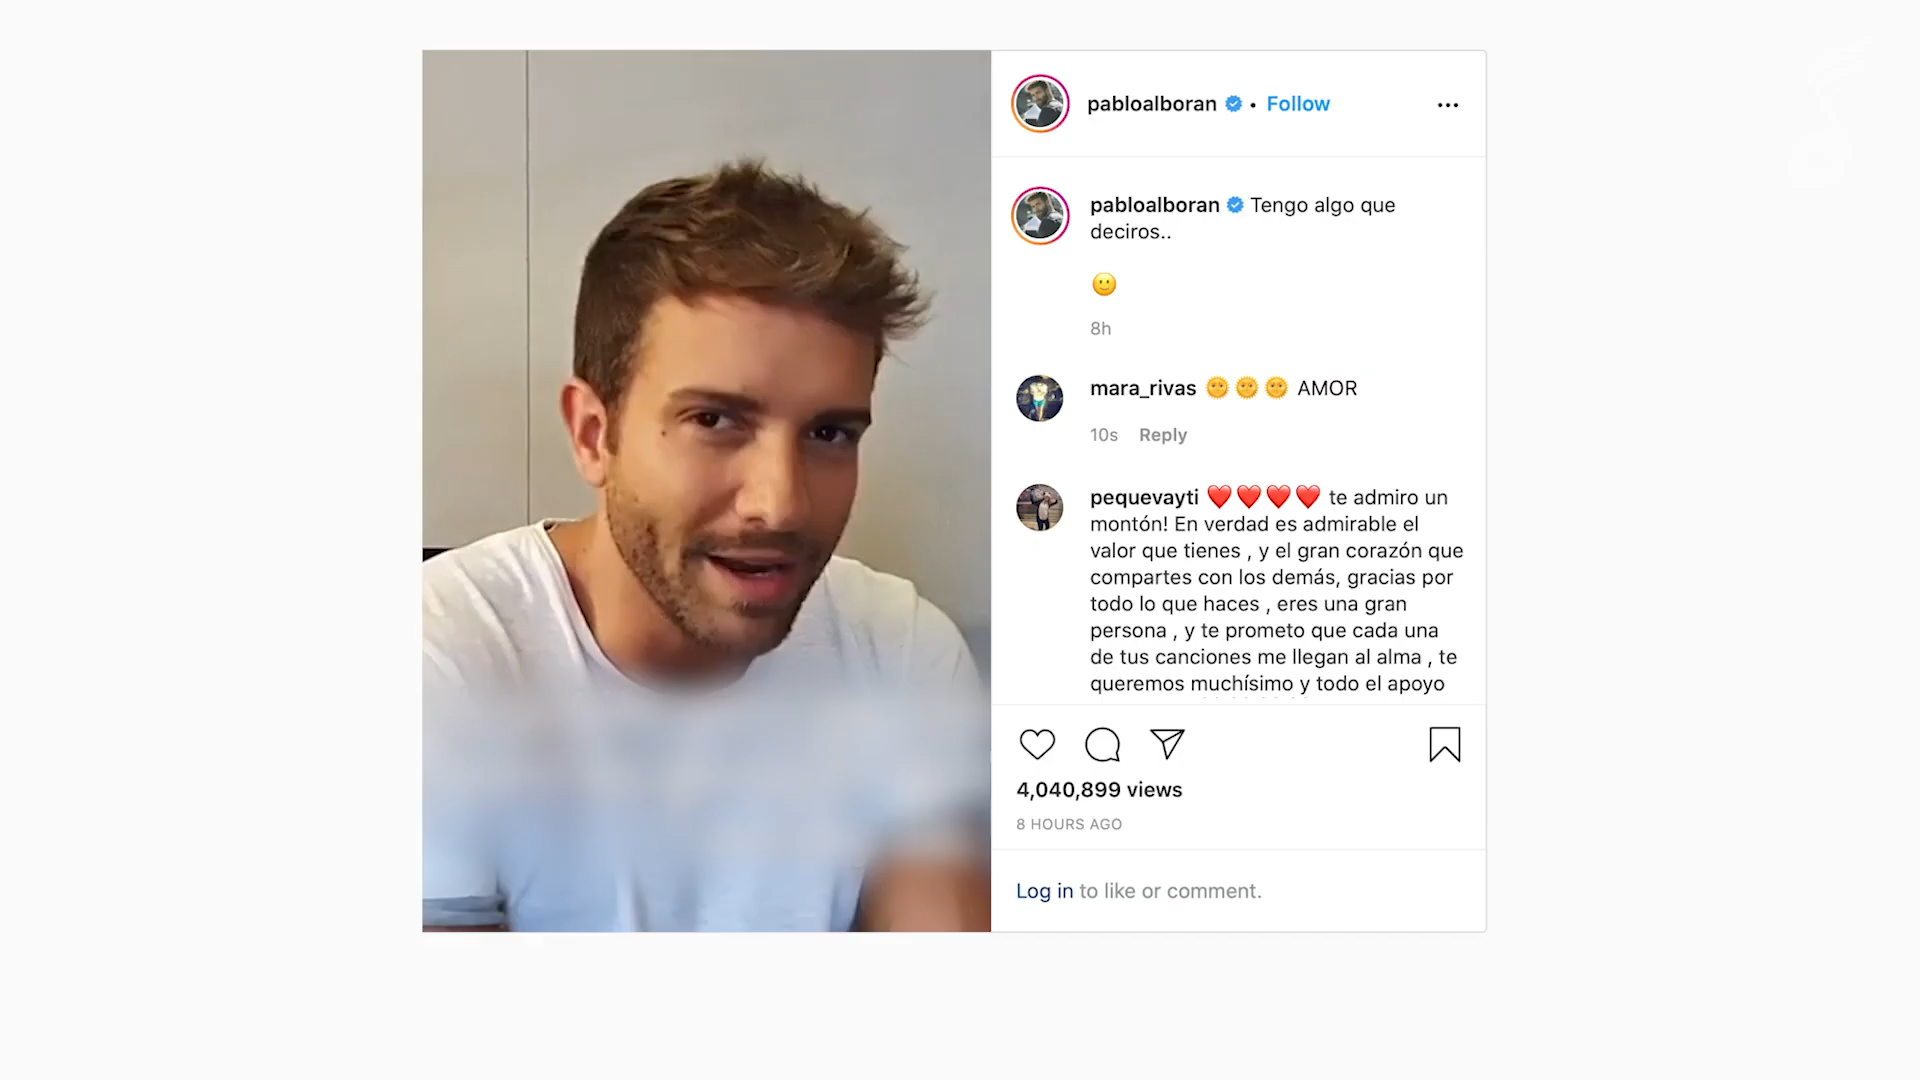 pabloalboran • Follow
pabloalboran Tengo algo que
deciros..
🙂
8h
mara_rivas 🌞🌞🌞 AMOR
10s Reply
pequevayti ❤️❤️❤️❤️ te admiro un
montón! En verdad es admirable el
valor que tienes , y el gran corazón que
compartes con los demás, gracias por
todo lo que haces , eres una gran
persona , y te prometo que cada una
de tus canciones me llegan al alma , te
queremos muchísimo y todo el apoyo
4,040,899 views
8 HOURS AGO
Log in to like or comment.